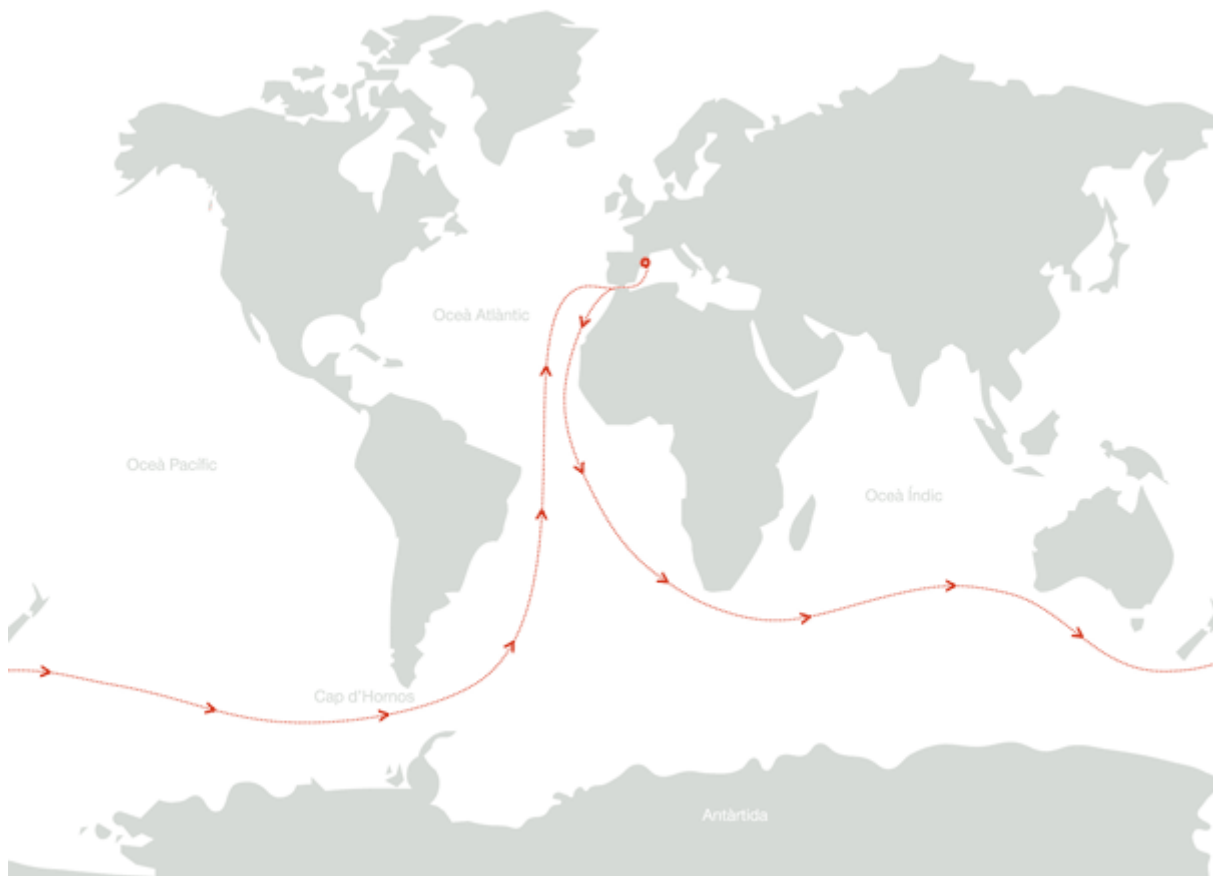 Oceà Atlàntic
Oceà Pacífic
Oceà Índic
Cap d'Hornos
Antàrtida